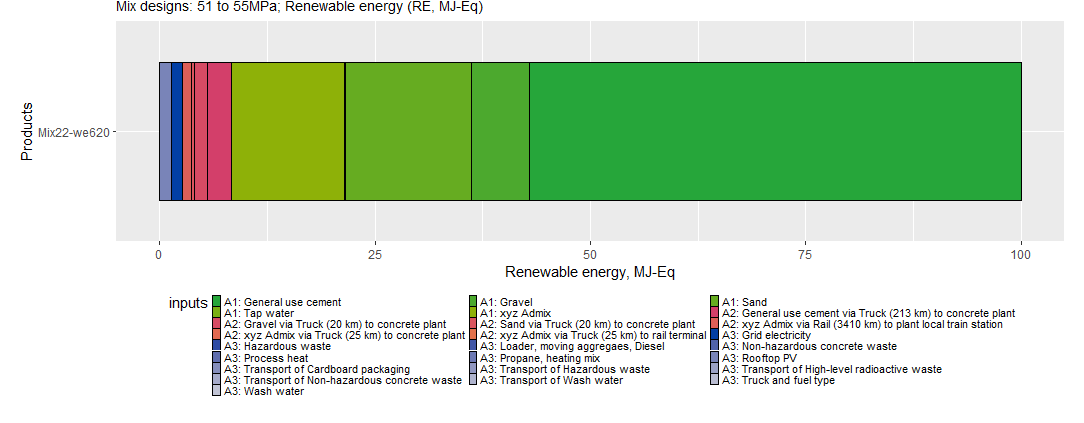 Mix designs: 51 to 55MPa; Renewable energy (RE, MJ-Eq)
Products
Mix22-we620
0 25 50 75 100
Renewable energy, MJ-Eq
inputs
A1: General use cement A1: Gravel A1: Sand
A1: Tap water A1: xyz Admix A2: General use cement via Truck (213 km) to concrete plant
A2: Gravel via Truck (20 km) to concrete plant A2: Sand via Truck (20 km) to concrete plant A2: xyz Admix via Rail (3410 km) to plant local train station
A2: xyz Admix via Truck (25 km) to concrete plant A2: xyz Admix via Truck (25 km) to rail terminal A3: Grid electricity
A3: Hazardous waste A3: Loader, moving aggregaes, Diesel A3: Non-hazardous concrete waste
A3: Process heat A3: Propane, heating mix A3: Rooftop PV
A3: Transport of Cardboard packaging A3: Transport of Hazardous waste A3: Transport of High-level radioactive waste
A3: Transport of Non-hazardous concrete waste A3: Transport of Wash water A3: Truck and fuel type
A3: Wash water